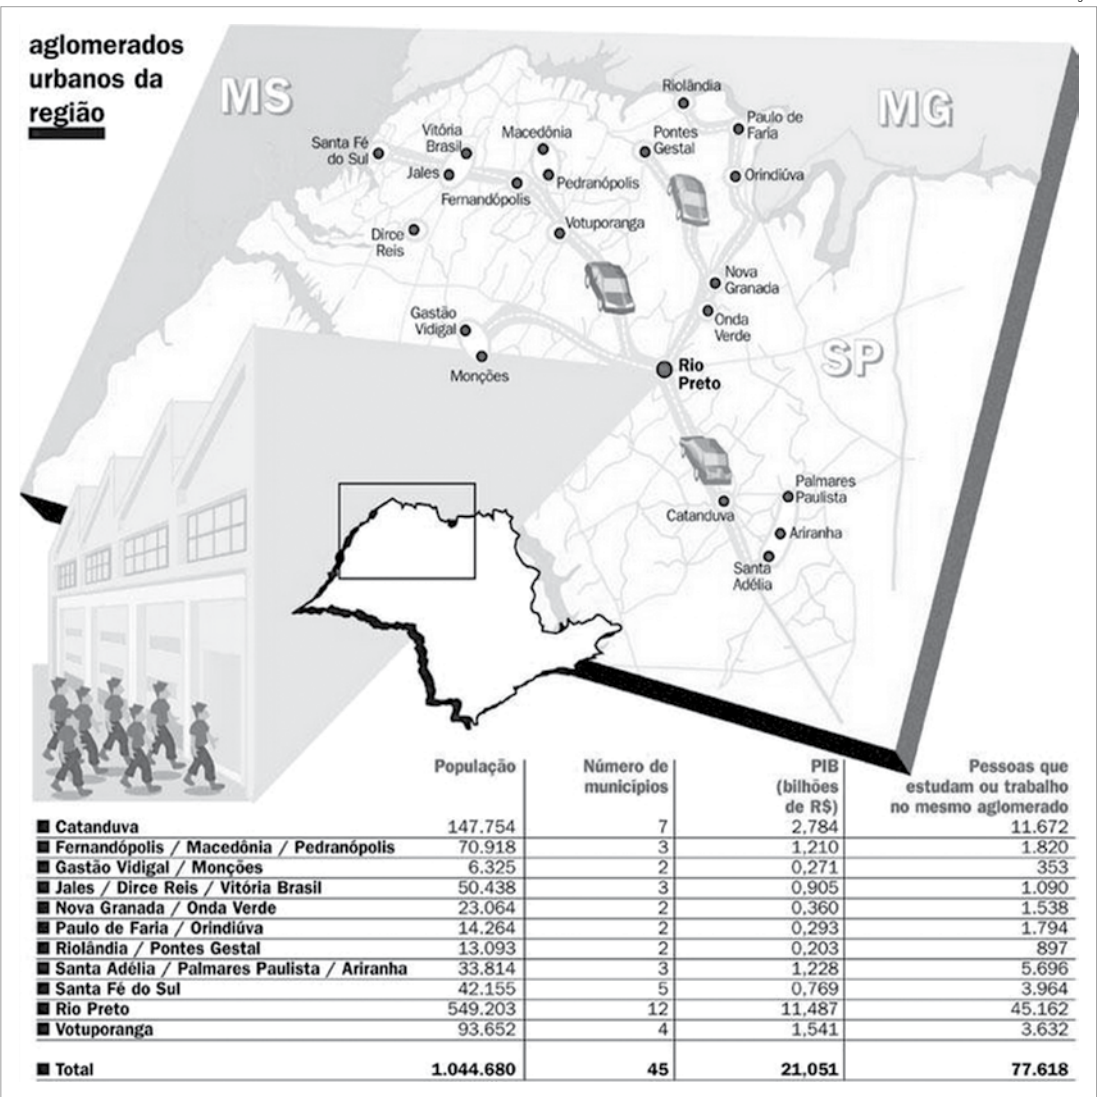 aglomerados
urbanos da
região
MS
MG
SP
Riolândia
Paulo de
Faria
Pontes
Gestal
Orindiúva
Santa Fé
do Sul
Vitória
Brasil
Macedônia
Jales
Pedranópolis
Fernandópolis
Votuporanga
Dirce
Reis
Nova
Granada
Onda
Verde
Gastão
Vidigal
Monções
Rio
Preto
Palmares
Paulista
Catanduva
Ariranha
Santa
Adélia
População Número de municípios PIB (bilhões de R$) Pessoas que estudam ou trabalho no mesmo aglomerado
Catanduva 147.754 7 2,784 11.672
Fernandópolis / Macedônia / Pedranópolis 70.918 3 1,210 1.820
Gastão Vidigal / Monções 6.325 2 0,271 353
Jales / Dirce Reis / Vitória Brasil 50.438 3 0,905 1.090
Nova Granada / Onda Verde 23.064 2 0,360 1.538
Paulo de Faria / Orindiúva 14.264 2 0,293 1.794
Riolândia / Pontes Gestal 13.093 2 0,203 897
Santa Adélia / Palmares Paulista / Ariranha 33.814 3 1,228 5.696
Santa Fé do Sul 42.155 5 0,769 3.964
Rio Preto 549.203 12 11,487 45.162
Votuporanga 93.652 4 1,541 3.632
Total 1.044.680 45 21,051 77.618